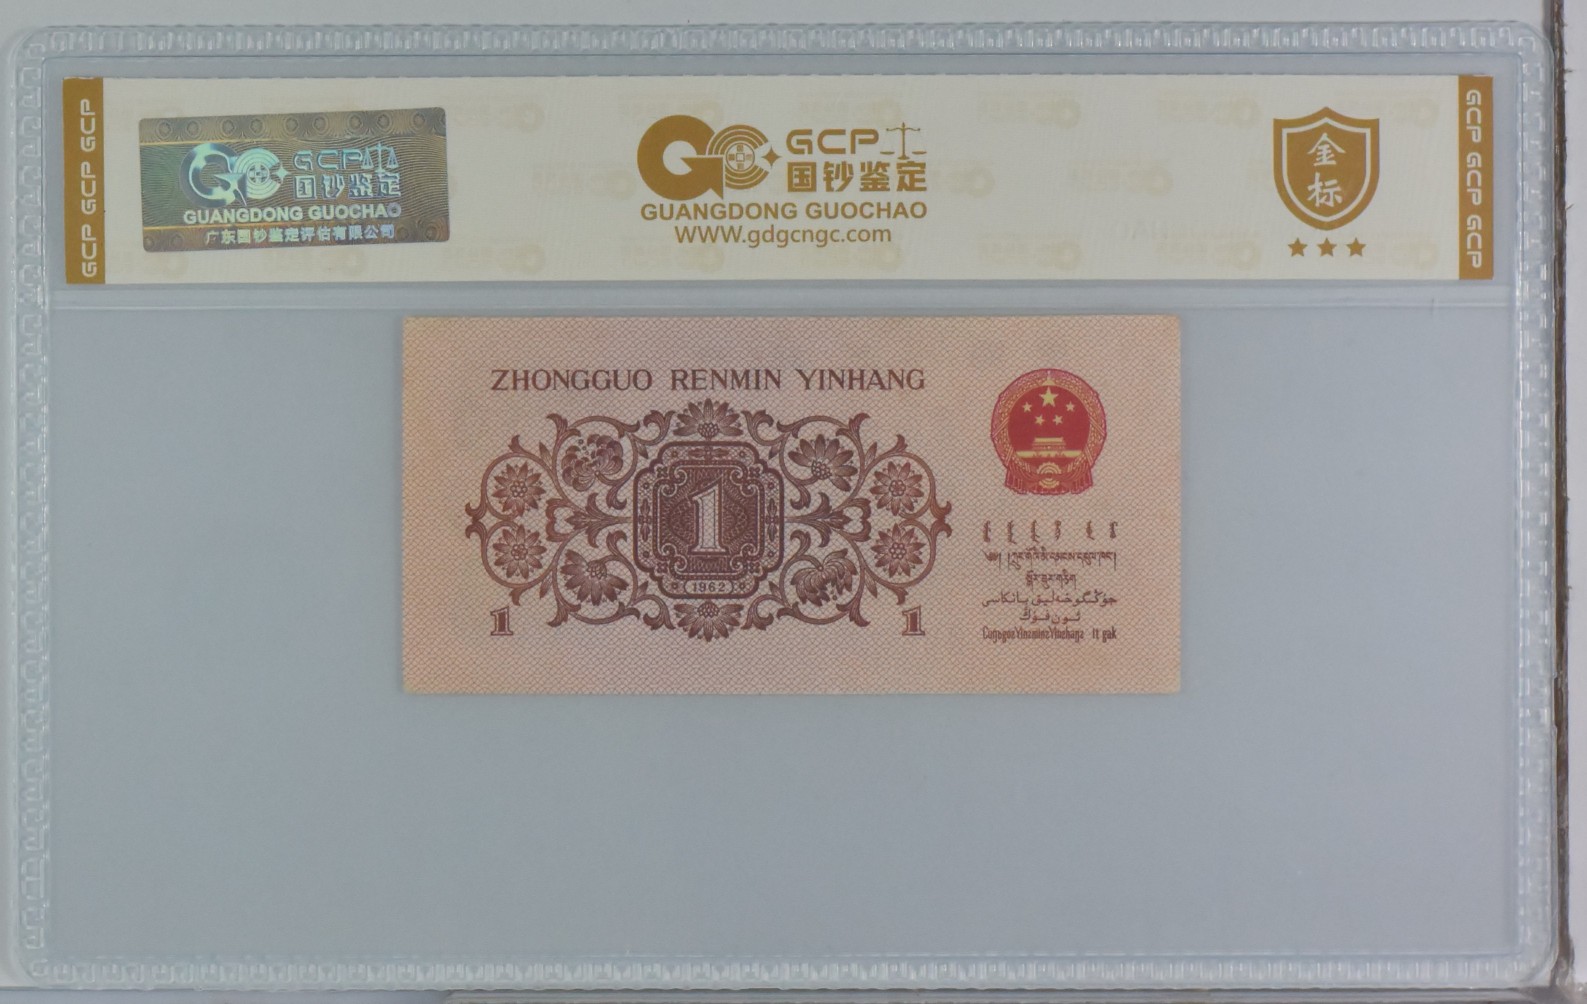 GCP GCP GCP
GCP
国钞鉴定
GUANGDONG GUOCHAO
广东国钞鉴定评估有限公司
GCP
国钞鉴定
GUANGDONG GUOCHAO
WWW.gdgcngc.com
金
标
GCP GCP GCP
ZHONGGUO RENMIN YINHANG
1
(1962)
1
1
جۇڭگوخەلىق بانكاسى